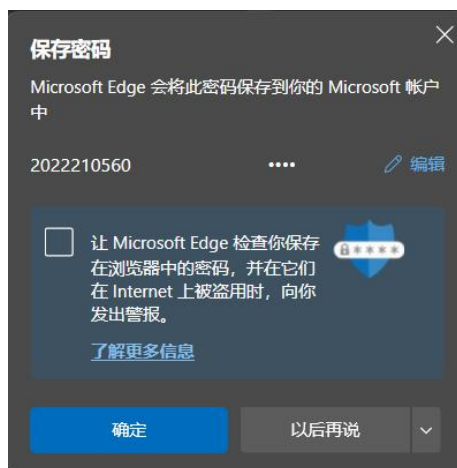 保存密码
Microsoft Edge 会将此密码保存到你的 Microsoft 帐户
中
2022210560 •••• 编辑
让 Microsoft Edge 检查你保存
在浏览器中的密码，并在它们
在 Internet 上被盗用时，向你
发出警报。
了解更多信息
确定 以后再说